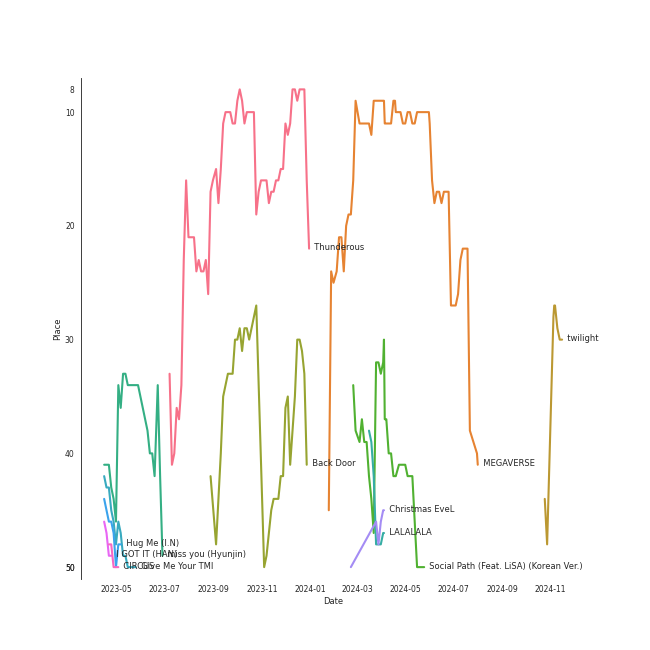 8
10
20
30
40
50
Place
Thunderous
twilight
Back Door
MEGAVERSE
Christmas EveL
LALALALA
Hug Me (I.N)
GOT IT (HAN)
miss you (Hyunjin)
CIRCUS
Give Me Your TMI
Social Path (Feat. LiSA) (Korean Ver.)
2023-05 2023-07 2023-09 2023-11 2024-01 2024-03 2024-05 2024-07 2024-09 2024-11
Date